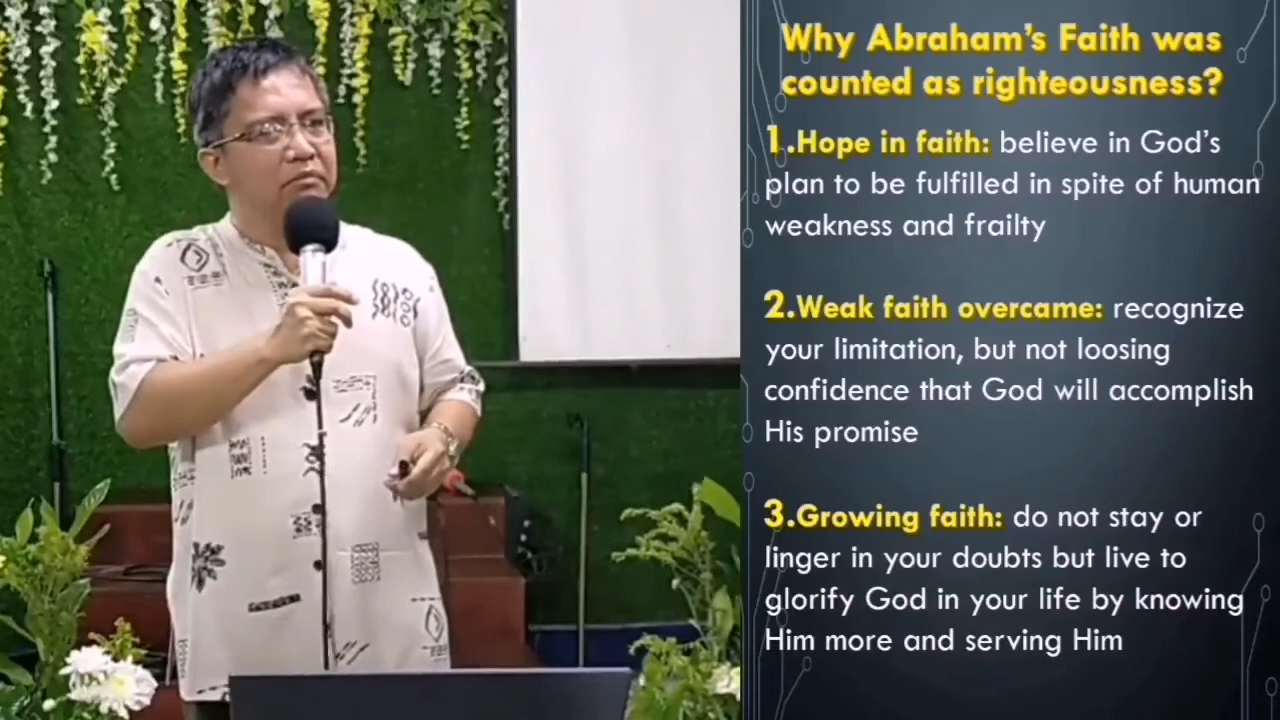 Why Abraham's Faith was
counted as righteousness?
1.Hope in faith: believe in God's
plan to be fulfilled in spite of human
weakness and frailty
2.Weak faith overcame: recognize
your limitation, but not loosing
confidence that God will accomplish
His promise
3.Growing faith: do not stay or
linger in your doubts but live to
glorify God in your life by knowing
Him more and serving Him